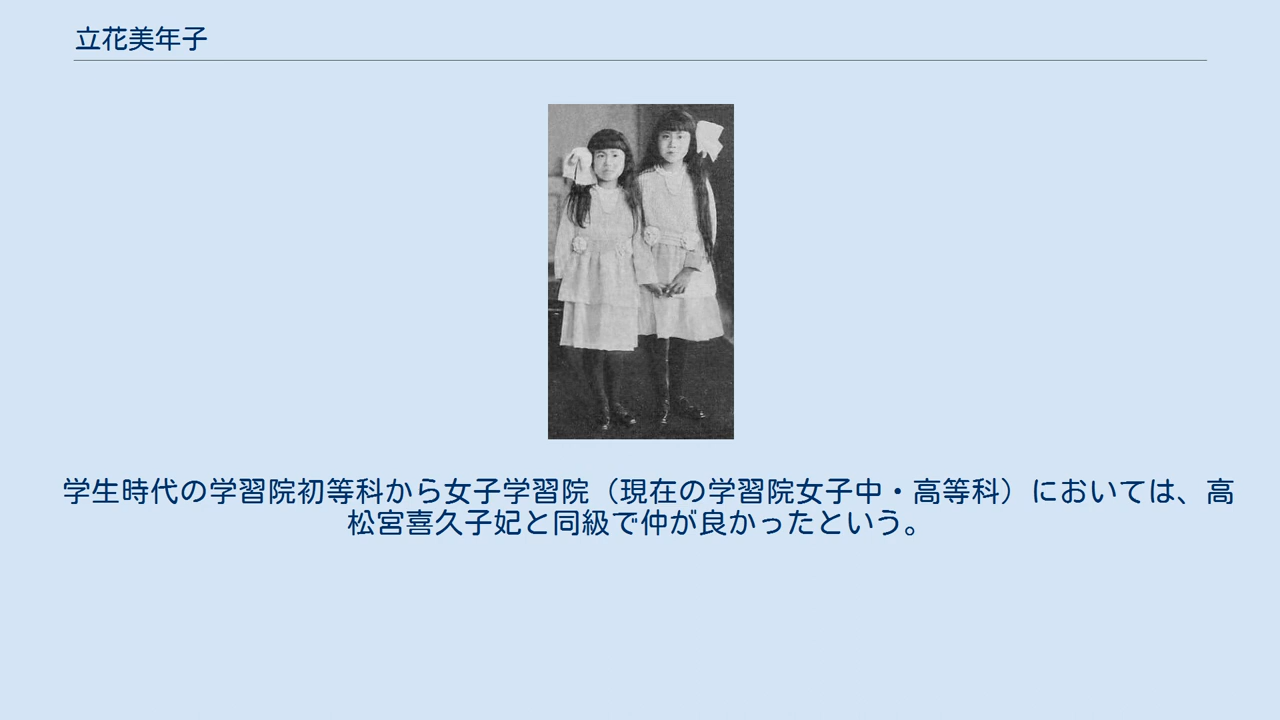 立花美年子
学生時代の学習院初等科から女子学習院（現在の学習院女子中・高等科）においては、高
松宮喜久子妃と同級で仲が良かったという。